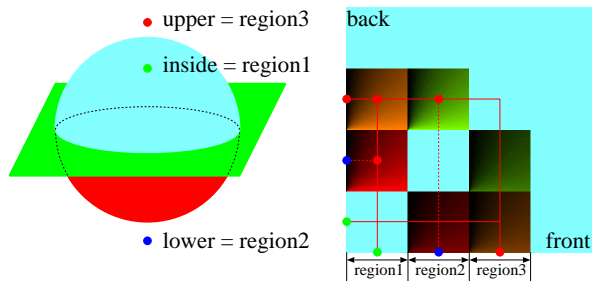 upper = region3
inside = region1
lower = region2
back
front
region1 region2 region3